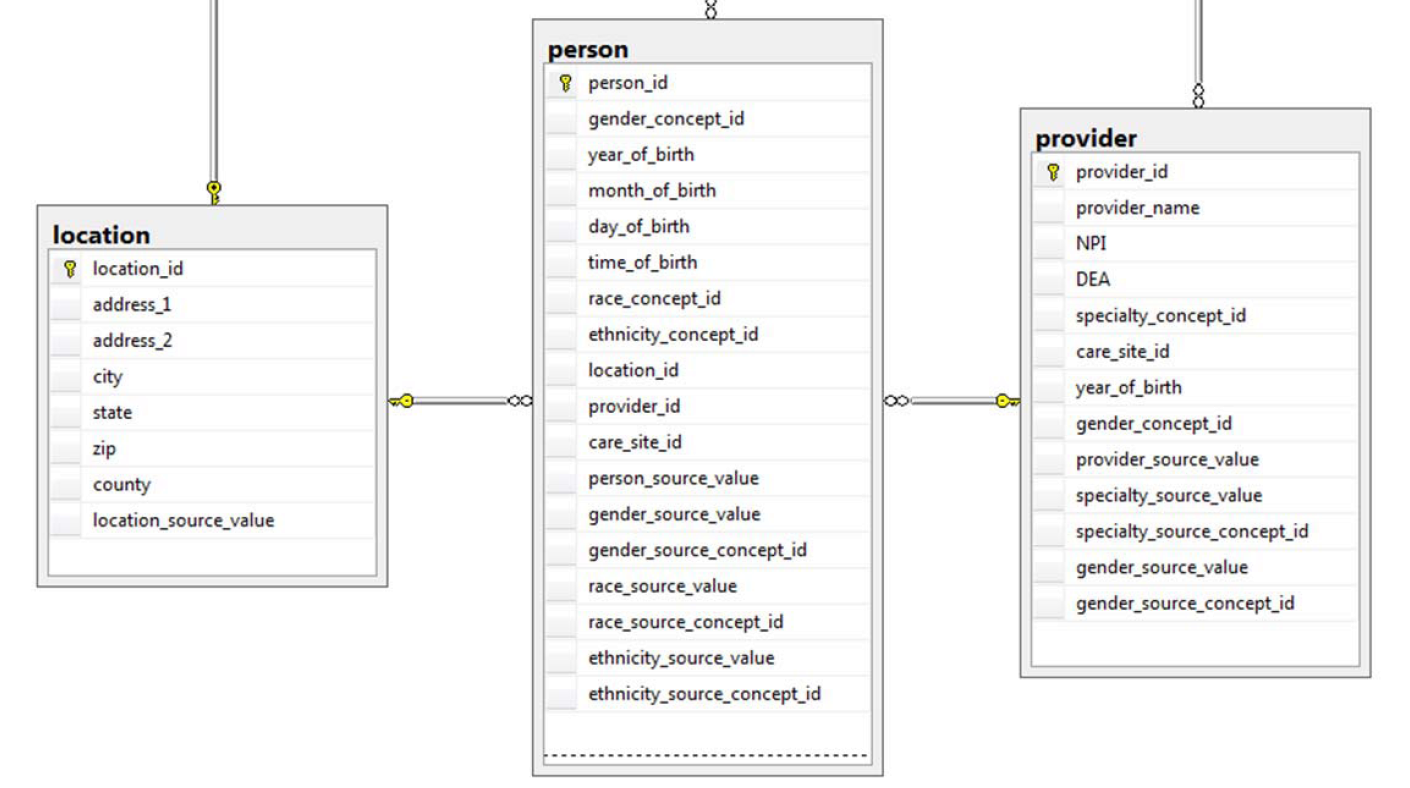 location
location_id
address_1
address_2
city
state
zip
county
location_source_value
person
person_id
gender_concept_id
year_of_birth
month_of_birth
day_of_birth
time_of_birth
race_concept_id
ethnicity_concept_id
location_id
provider_id
care_site_id
person_source_value
gender_source_value
gender_source_concept_id
race_source_value
race_source_concept_id
ethnicity_source_value
ethnicity_source_concept_id
provider
provider_id
provider_name
NPI
DEA
specialty_concept_id
care_site_id
year_of_birth
gender_concept_id
provider_source_value
specialty_source_value
specialty_source_concept_id
gender_source_value
gender_source_concept_id